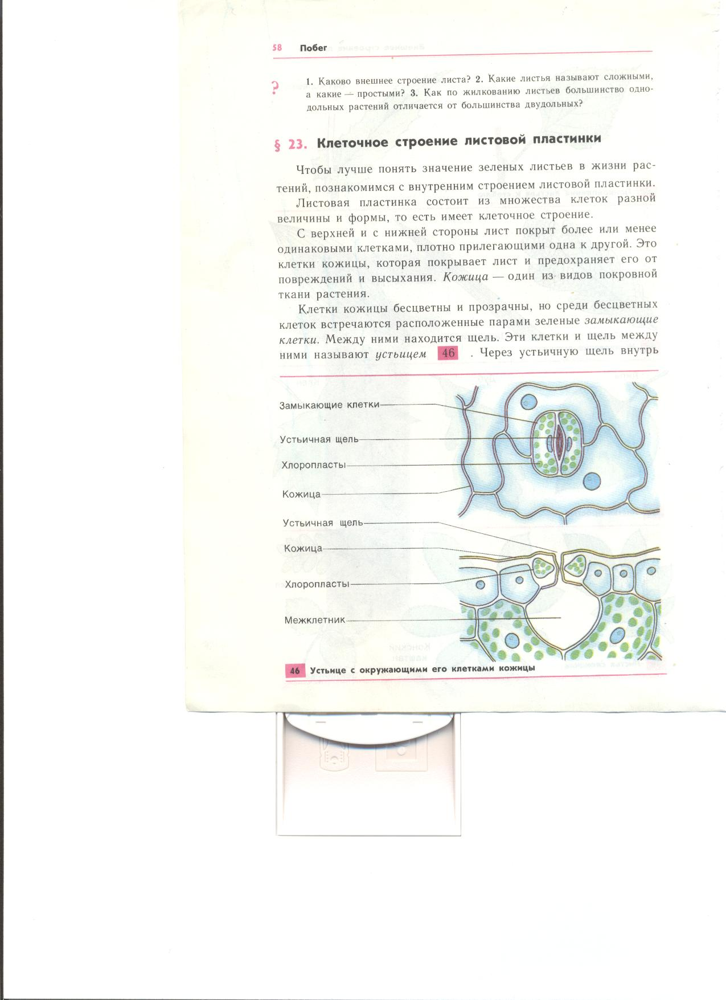 58 Побег
1. Каково внешнее строение листа? 2. Какие листья называют сложными,
?
а какие — простыми? 3. Как по жилкованию листьев большинство одно-
дольных растений отличается от большинства двудольных?
§ 23. Клеточное строение листовой пластинки
Чтобы лучше понять значение зеленых листьев в жизни рас-
тений, познакомимся с внутренним строением листовой пластинки.
Листовая пластинка состоит из множества клеток разной
величины и формы, то есть имеет клеточное строение.
С верхней и с нижней стороны лист покрыт более или менее
одинаковыми клетками, плотно прилегающими одна к другой. Это
клетки кожицы, которая покрывает лист и предохраняет его от
повреждений и высыхания. Кожица — один из видов покровной
ткани растения.
Клетки кожицы бесцветны и прозрачны, но среди бесцветных
клеток встречаются расположенные парами зеленые замыкающие
клетки. Между ними находится щель. Эти клетки и щель между
ними называют устьицем 46 . Через устьичную щель внутрь
Замыкающие клетки
Устьичная щель
Хлоропласты
Кожица
Устьичная щель
Кожица
Хлоропласты
Межклетник
46 Устьице с окружающими его клетками кожицы